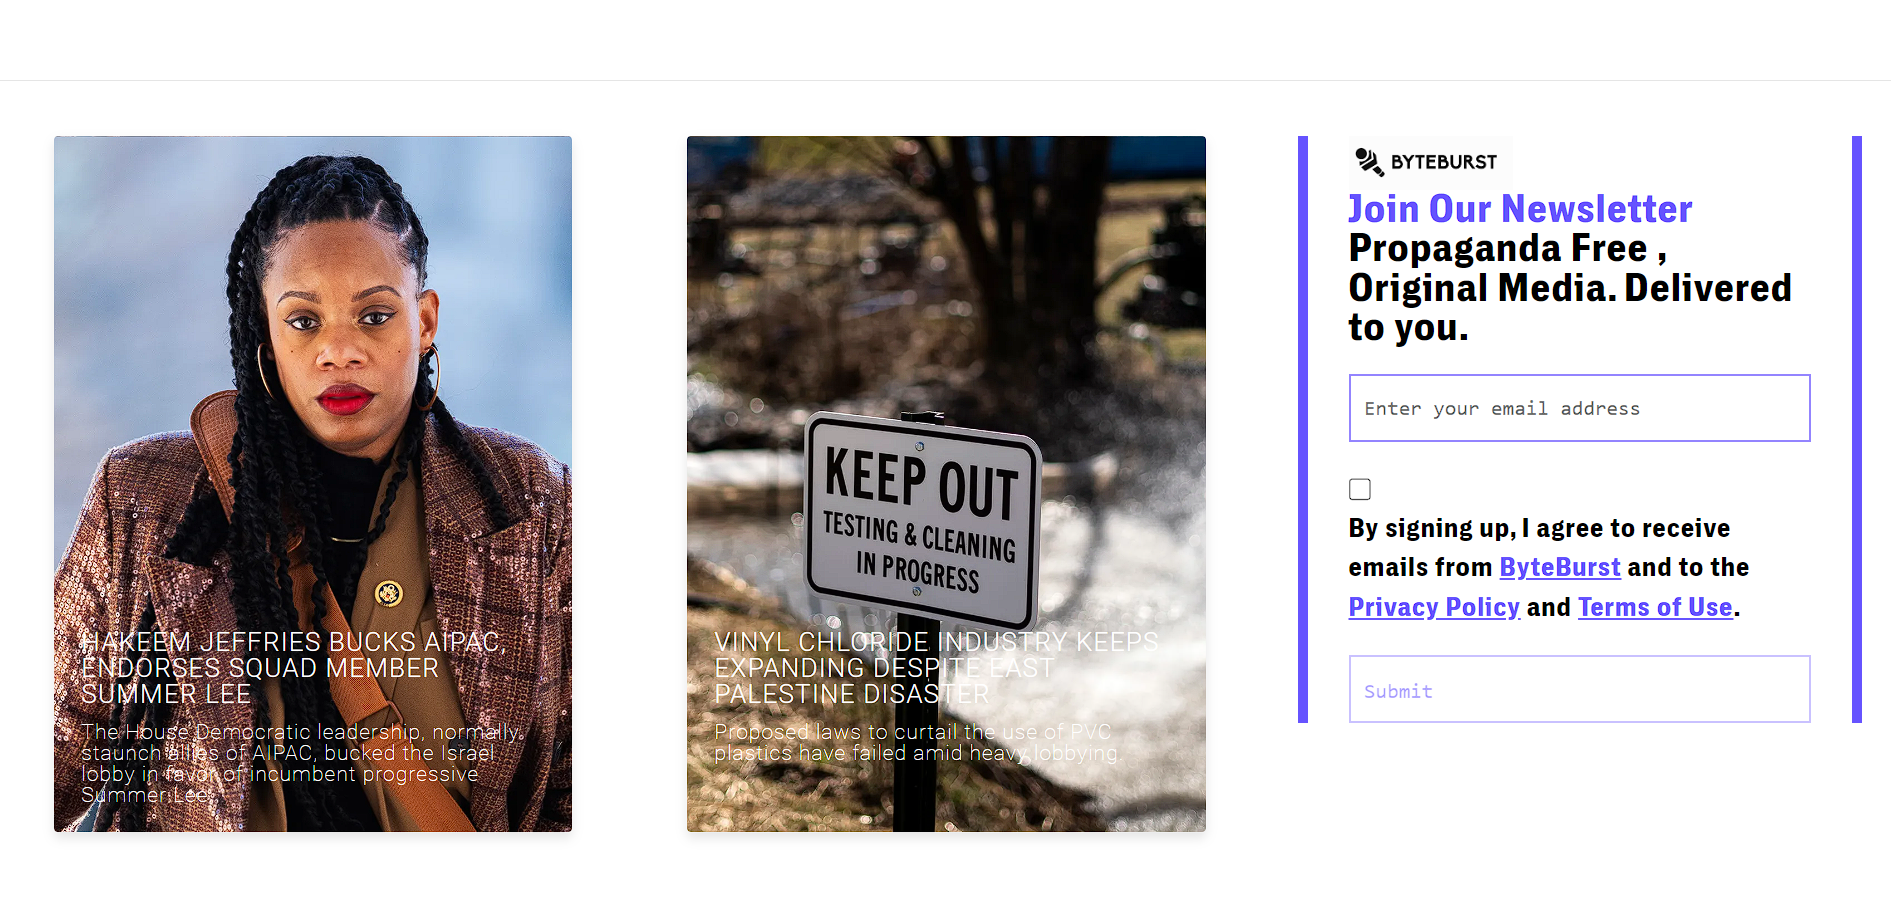 HAKEEM JEFFRIES BUCKS AIPAC,
ENDORSES SQUAD MEMBER
SUMMER LEE
The House Democratic leadership, normally
staunch allies of AIPAC, bucked the Israel
lobby in favor of incumbent progressive
Summer Lee.
KEEP OUT
TESTING & CLEANING
IN PROGRESS
VINYL CHLORIDE INDUSTRY KEEPS
EXPANDING DESPITE EAST
PALESTINE DISASTER
Proposed laws to curtail the use of PVC
plastics have failed amid heavy lobbying.
BYTEBURST
Join Our Newsletter
Propaganda Free ,
Original Media. Delivered
to you.
Enter your email address
By signing up, I agree to receive
emails from ByteBurst and to the
Privacy Policy and Terms of Use.
Submit